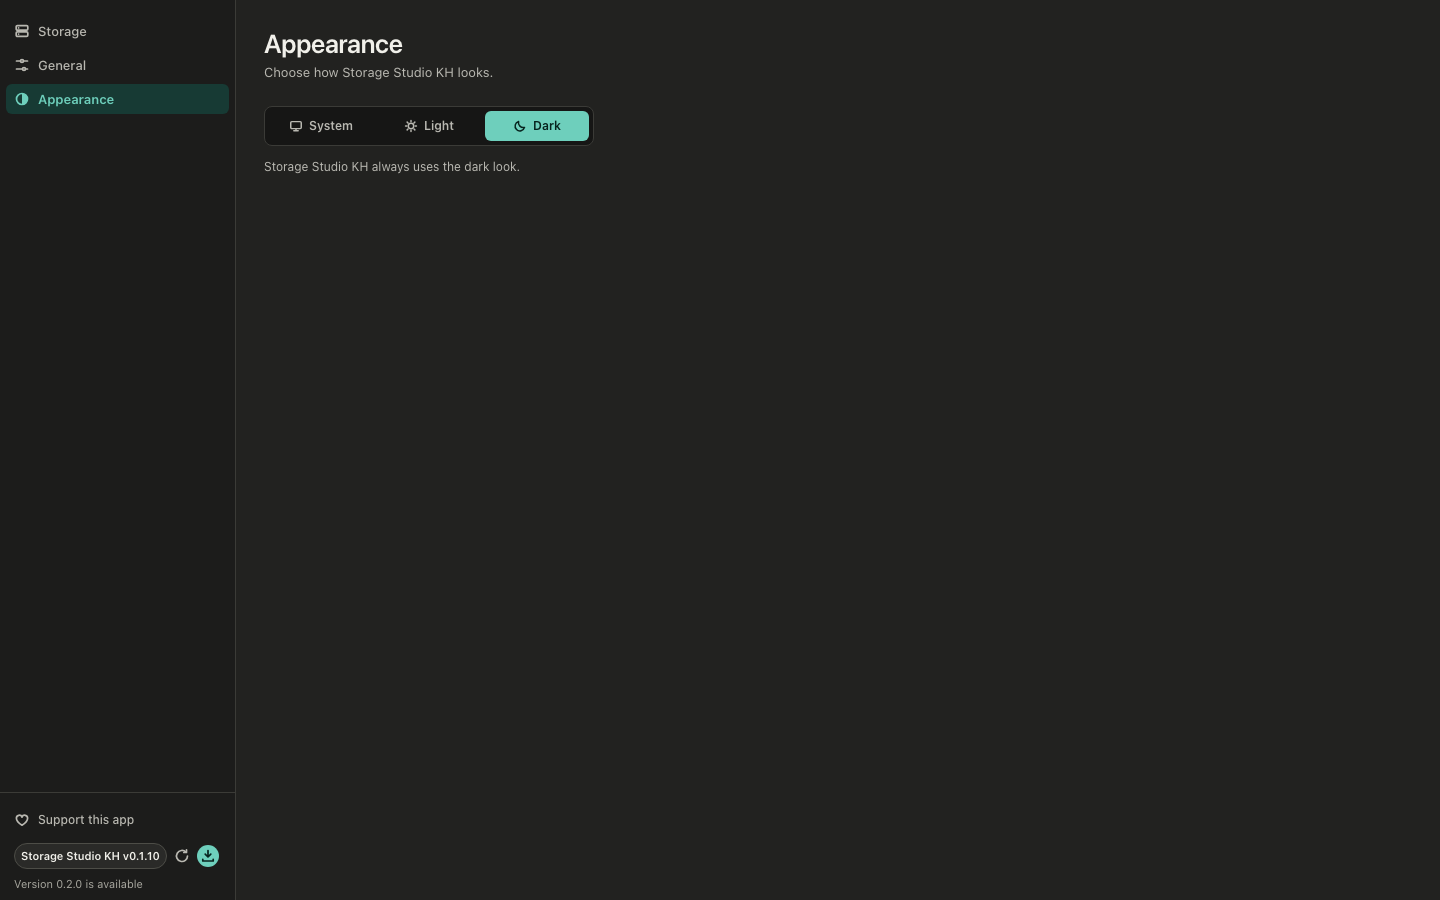 Storage
General
Appearance
Appearance
Choose how Storage Studio KH looks.
System
Light
Dark
Storage Studio KH always uses the dark look.
Support this app
Storage Studio KH v0.1.10
Version 0.2.0 is available